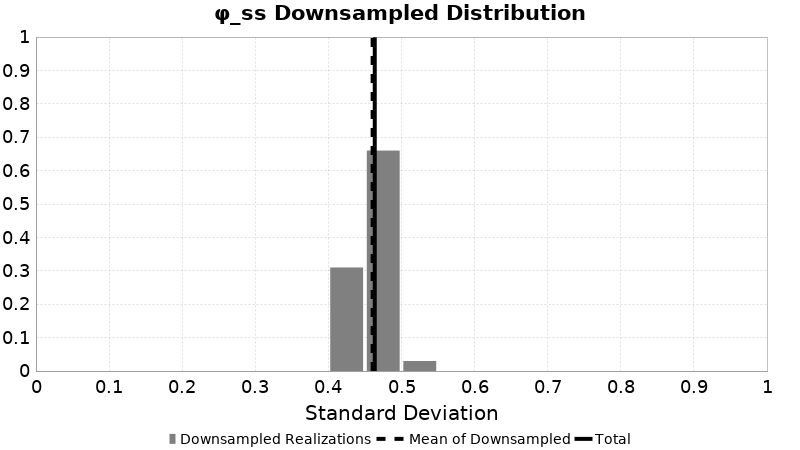 φ_ss Downsampled Distribution
1
0.9
0.8
0.7
0.6
0.5
0.4
0.3
0.2
0.1
0
0 0.1 0.2 0.3 0.4 0.5 0.6 0.7 0.8 0.9 1
Standard Deviation
Downsampled Realizations Mean of Downsampled Total